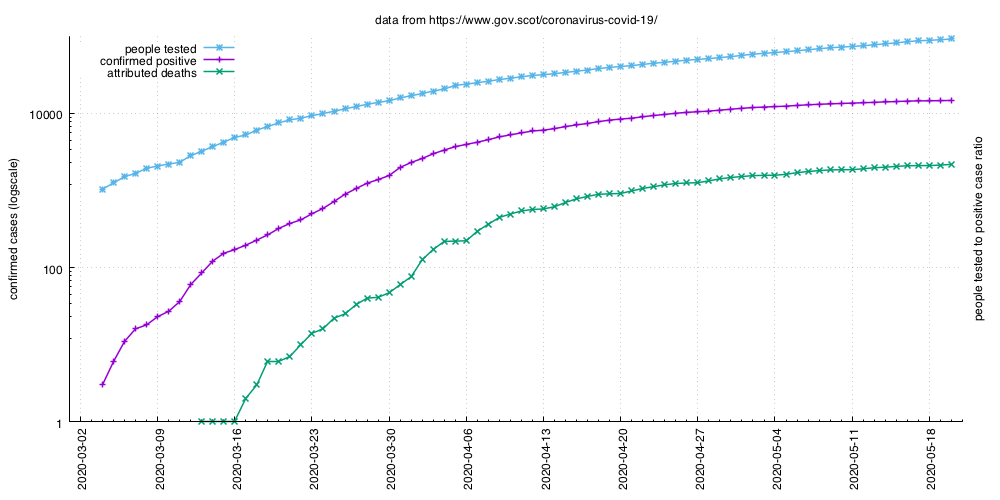 data from https://www.gov.scot/coronavirus-covid-19/
people tested
confirmed positive
attributed deaths
confirmed cases (logscale)
10000
100
1
people tested to positive case ratio
2020-03-02
2020-03-09
2020-03-16
2020-03-23
2020-03-30
2020-04-06
2020-04-13
2020-04-20
2020-04-27
2020-05-04
2020-05-11
2020-05-18